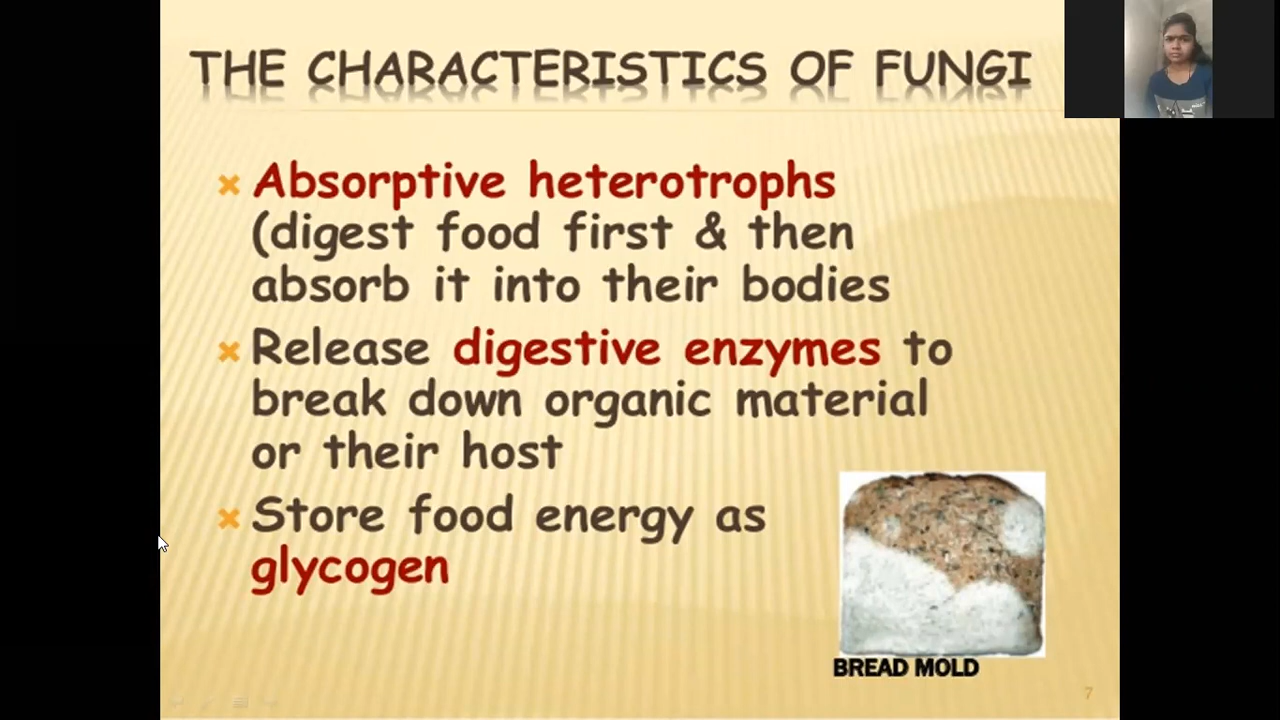 THE CHARACTERISTICS OF FUNGI
Absorptive heterotrophs
(digest food first & then
absorb it into their bodies
Release digestive enzymes to
break down organic material
or their host
Store food energy as
glycogen
BREAD MOLD
7